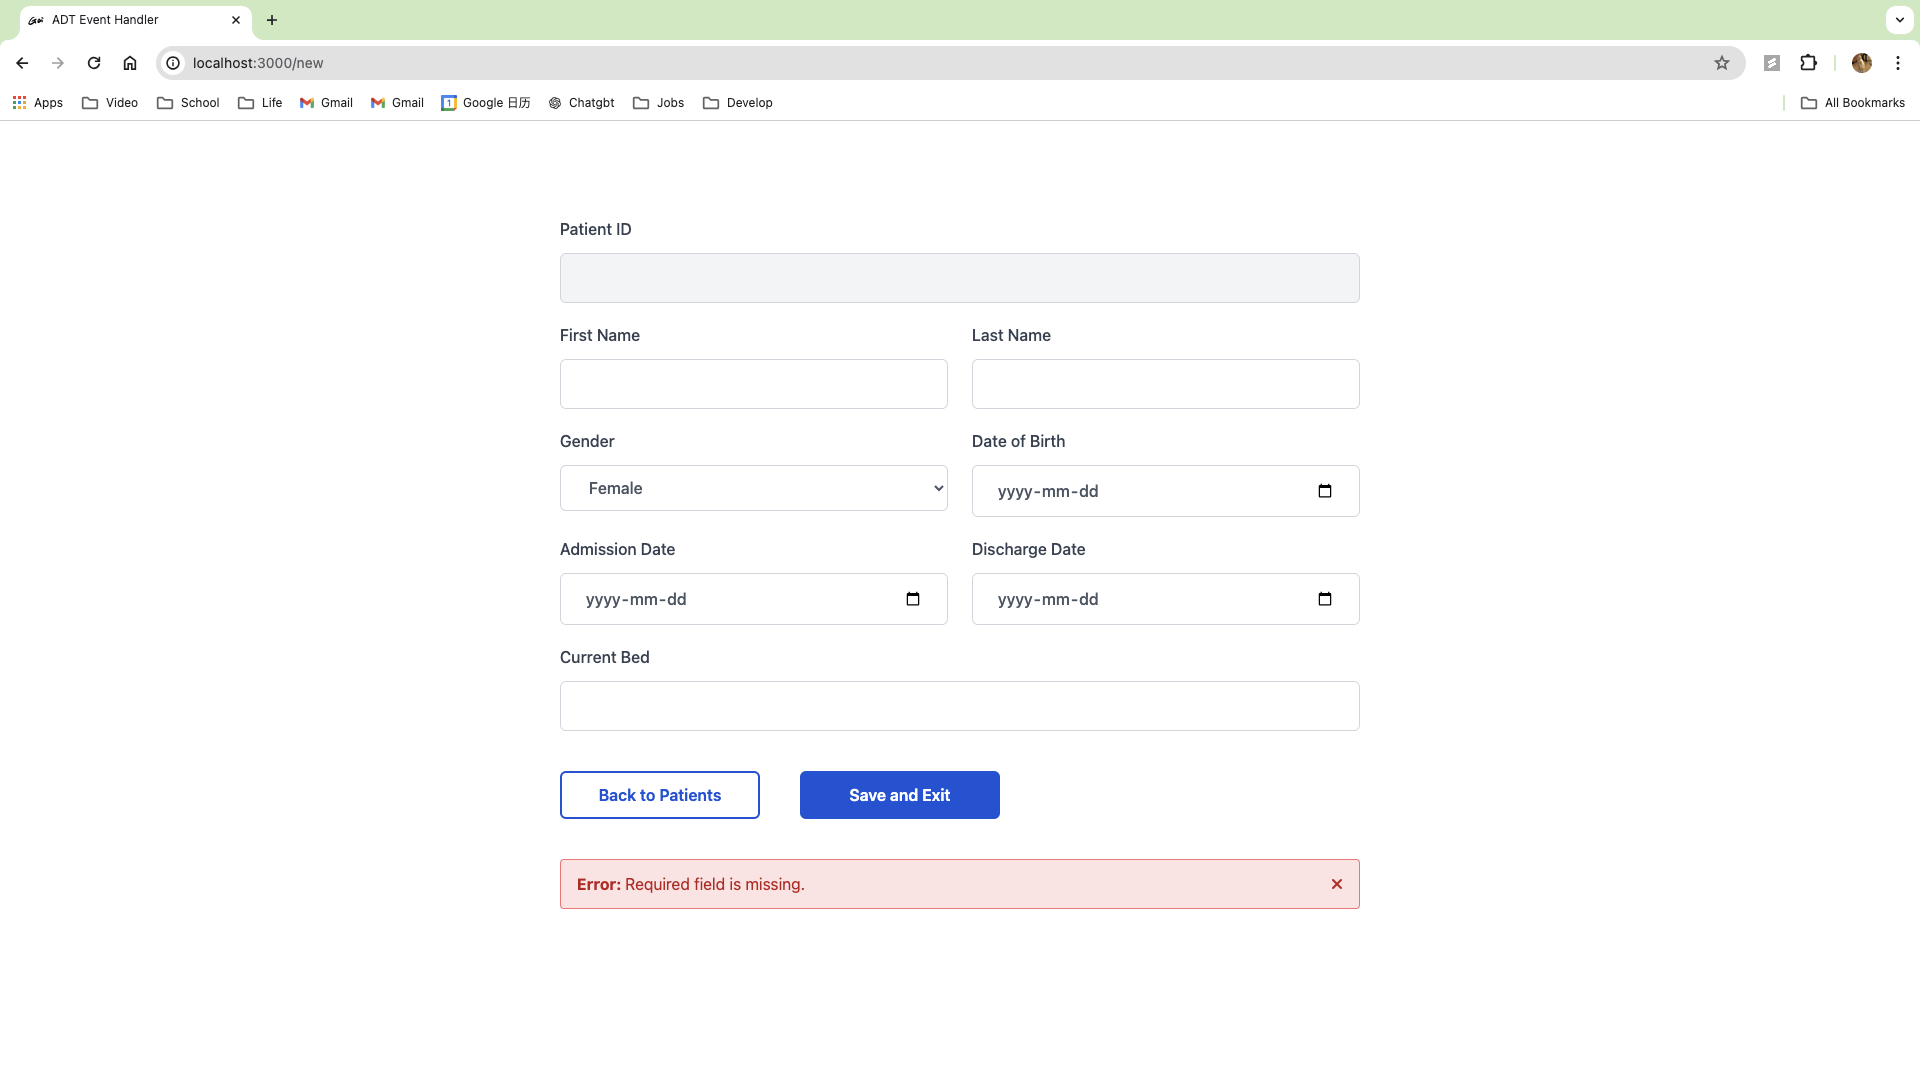 ADT Event Handler
localhost:3000/new
Apps Video School Life Gmail Gmail 1 Google 日历 Chatgbt Jobs Develop All Bookmarks
Patient ID
First Name Last Name
Gender Date of Birth
Female yyyy-mm-dd
Admission Date Discharge Date
yyyy-mm-dd yyyy-mm-dd
Current Bed
Back to Patients Save and Exit
Error: Required field is missing.